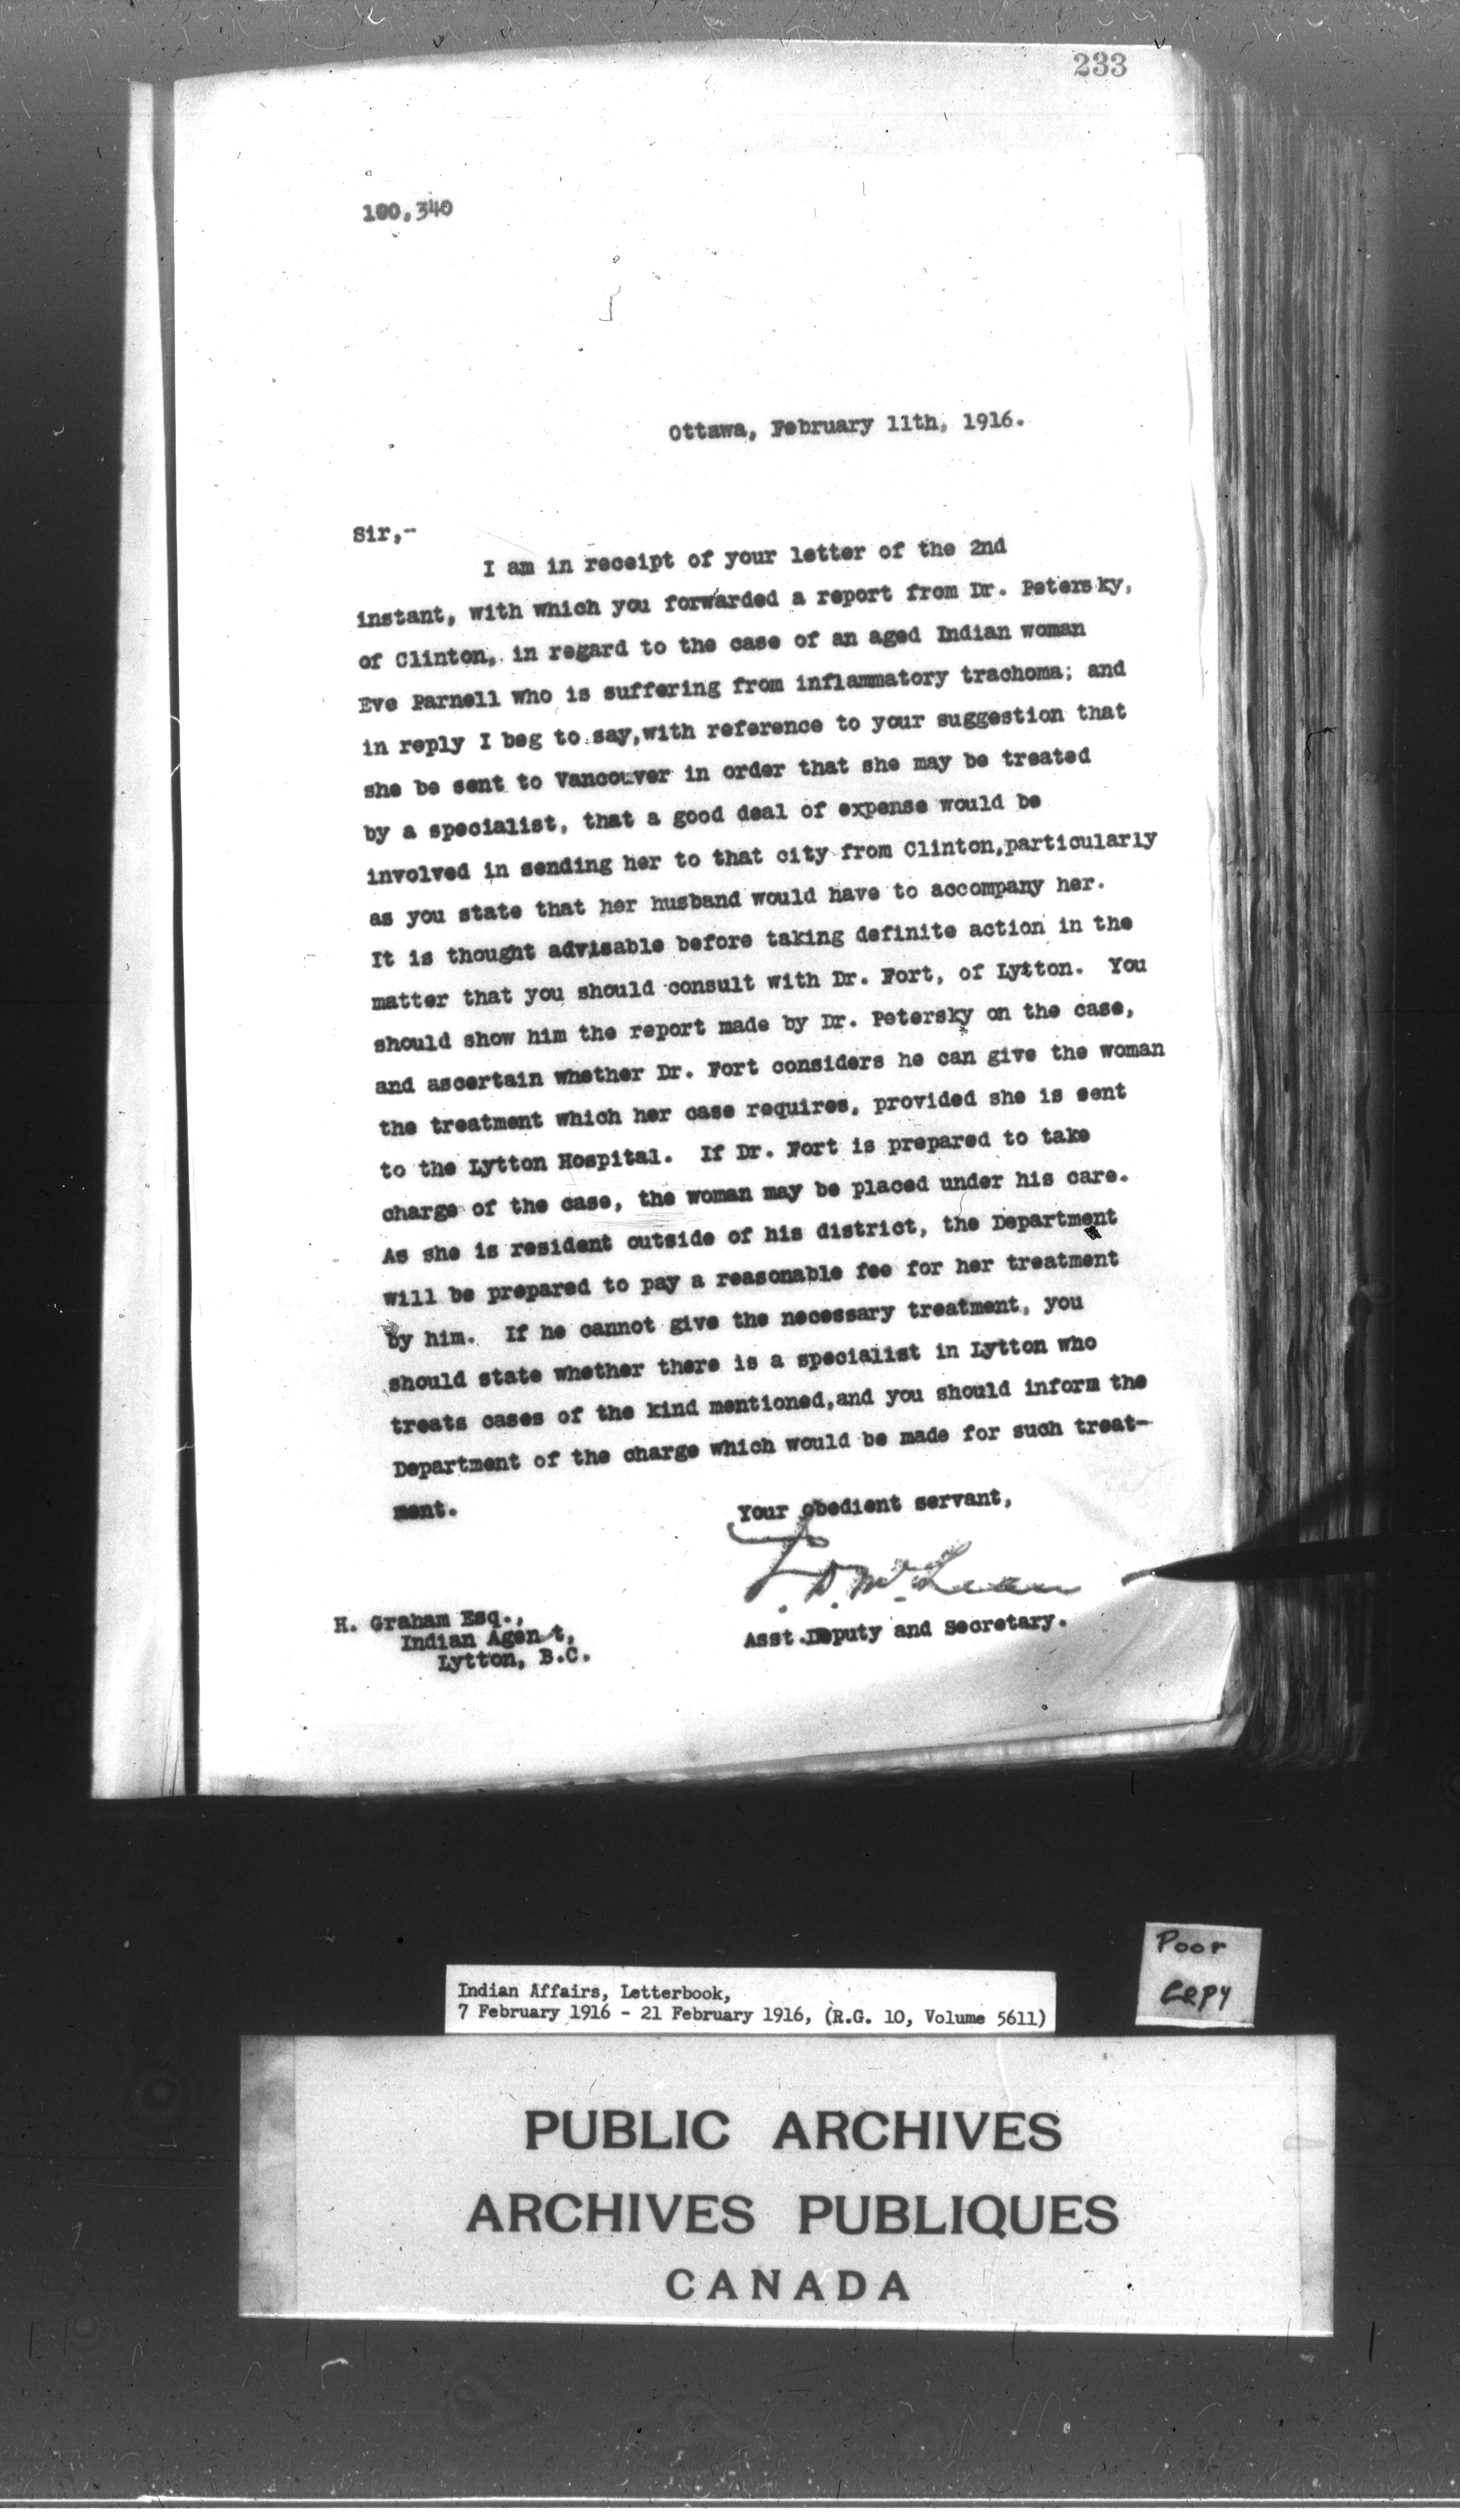 233
100,340
Ottawa, February 11th, 1916.
Sir,--
I am in receipt of your letter of the 2nd
instant, with which you forwarded a report from Dr. Petersky,
of Clinton, in regard to the case of an aged Indian woman
Eve Parnell who is suffering from inflammatory trachoma; and
in reply I beg to say,with reference to your suggestion that
she be sent to Vancouver in order that she may be treated
by a specialist, that a good deal of expense would be
involved in sending her to that city from Clinton,particularly
as you state that her husband would have to accompany her.
It is thought advisable before taking definite action in the
matter that you should consult with Dr. Fort, of Lytton. You
should show him the report made by Dr. Petersky on the case,
and ascertain whether Dr. Fort considers he can give the woman
the treatment which her case requires, provided she is sent
to the Lytton Hospital. If Dr. Fort is prepared to take
charge of the case, the woman may be placed under his care.
As she is resident outside of his district, the Department
will be prepared to pay a reasonable fee for her treatment
by him. If he cannot give the necessary treatment, you
should state whether there is a specialist in Lytton who
treats cases of the kind mentioned,and you should inform the
Department of the charge which would be made for such treat-
ment.
Your obedient servant,
J. D. McLean
Asst.Deputy and Secretary.
H. Graham Esq.,
Indian Agent,
Lytton, B.C.
Poor
Copy
Indian Affairs, Letterbook,
7 February 1916 - 21 February 1916, (R.G. 10, Volume 5611)
PUBLIC ARCHIVES
ARCHIVES PUBLIQUES
CANADA